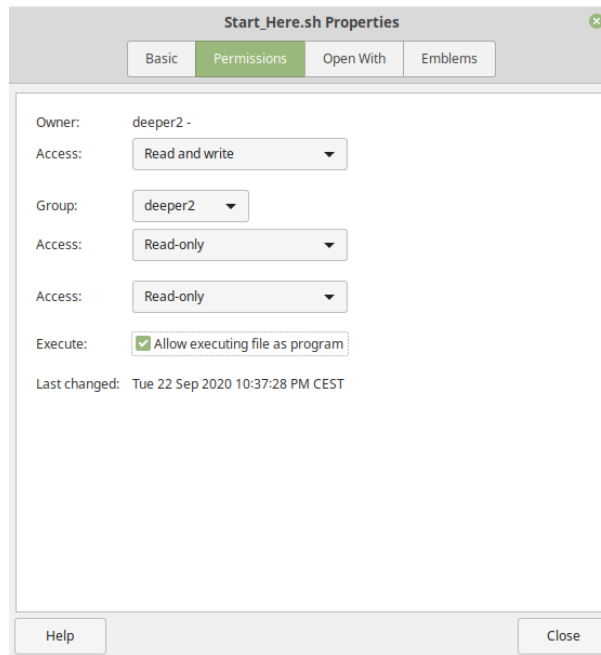 Start_Here.sh Properties
Basic Permissions Open With Emblems
Owner: deeper2 -
Access: Read and write
Group: deeper2
Access: Read-only
Access: Read-only
Execute: Allow executing file as program
Last changed: Tue 22 Sep 2020 10:37:28 PM CEST
Help Close